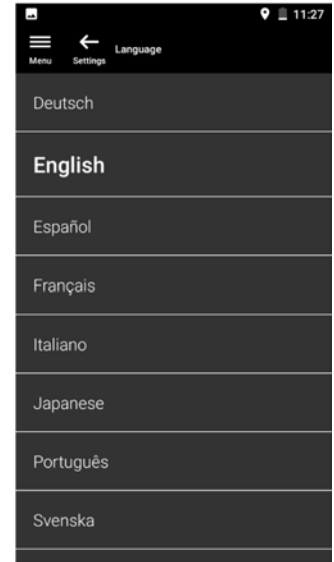 11:27
Menu
Settings
Language
Deutsch
English
Español
Français
Italiano
Japanese
Português
Svenska